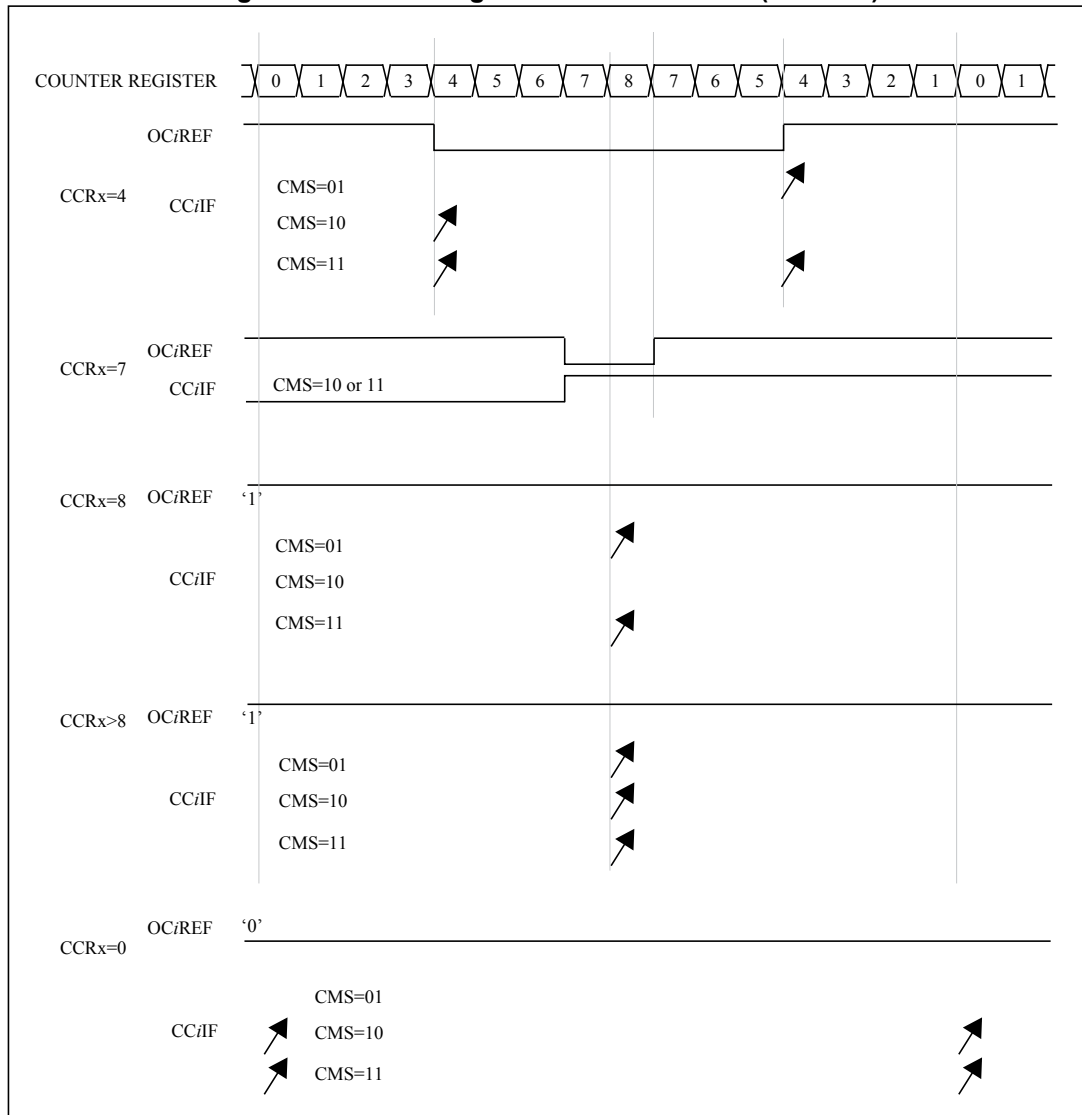 COUNTER REGISTER 0 1 2 3 4 5 6 7 8 7 6 5 4 3 2 1 0 1
OCiREF
CCRx=4 CCiIF
CMS=01
CMS=10
CMS=11
CCRx=7 OCiREF
CCiIF CMS=10 or 11
CCRx=8 OCiREF ‘1’
CMS=01
CCiIF CMS=10
CMS=11
CCRx>8 OCiREF ‘1’
CMS=01
CCiIF CMS=10
CMS=11
CCRx=0 OCiREF ‘0’
CMS=01
CCiIF CMS=10
CMS=11